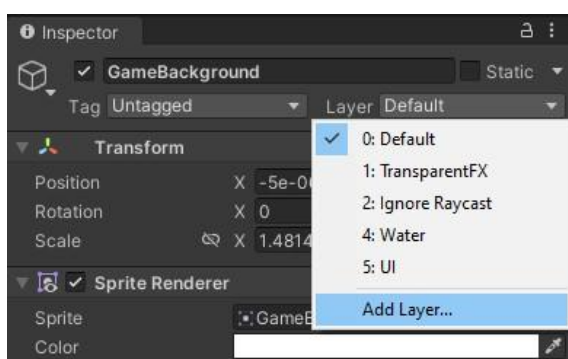 Inspector
GameBackground
Static
Tag Untagged
Layer Default
0: Default
1: TransparentFX
2: Ignore Raycast
4: Water
5: UI
Add Layer...
Transform
Position X
Rotation X 0
Scale X 1.4814
Sprite Renderer
Sprite
Color